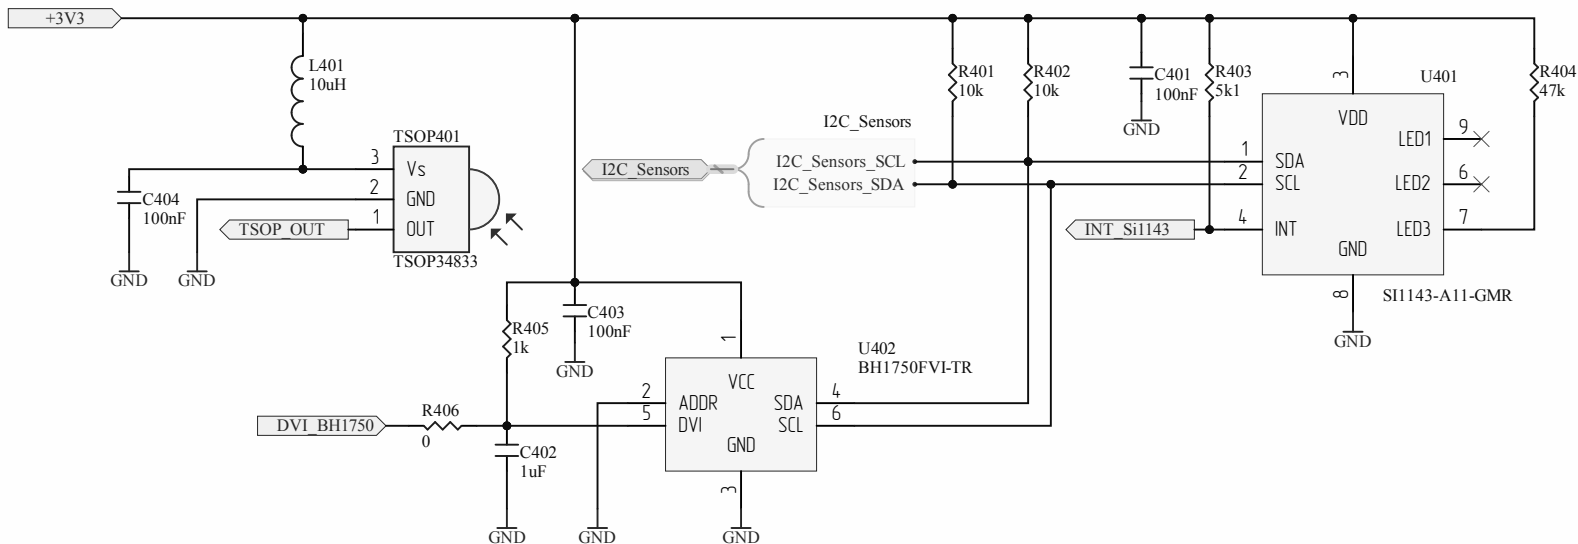 +3V3
L401
10uH
TSOP401
3
Vs
2
GND
1
OUT
TSOP34833
C404
100nF
TSOP_OUT
GND
GND
I2C_Sensors
I2C_Sensors
I2C_Sensors_SCL
I2C_Sensors_SDA
R401
10k
R402
10k
C401
100nF
GND
R403
5k1
U401
R404
47k
3
VDD
LED1
9
1
SDA
2
SCL
LED2
6
INT_Si1143
4
INT
LED3
7
GND
8
SI1143-A11-GMR
GND
R405
1k
C403
100nF
GND
1
U402
BH1750FVI-TR
VCC
2
ADDR
SDA
4
5
DVI
SCL
6
GND
3
DVI_BH1750
R406
0
C402
1uF
GND
GND
GND